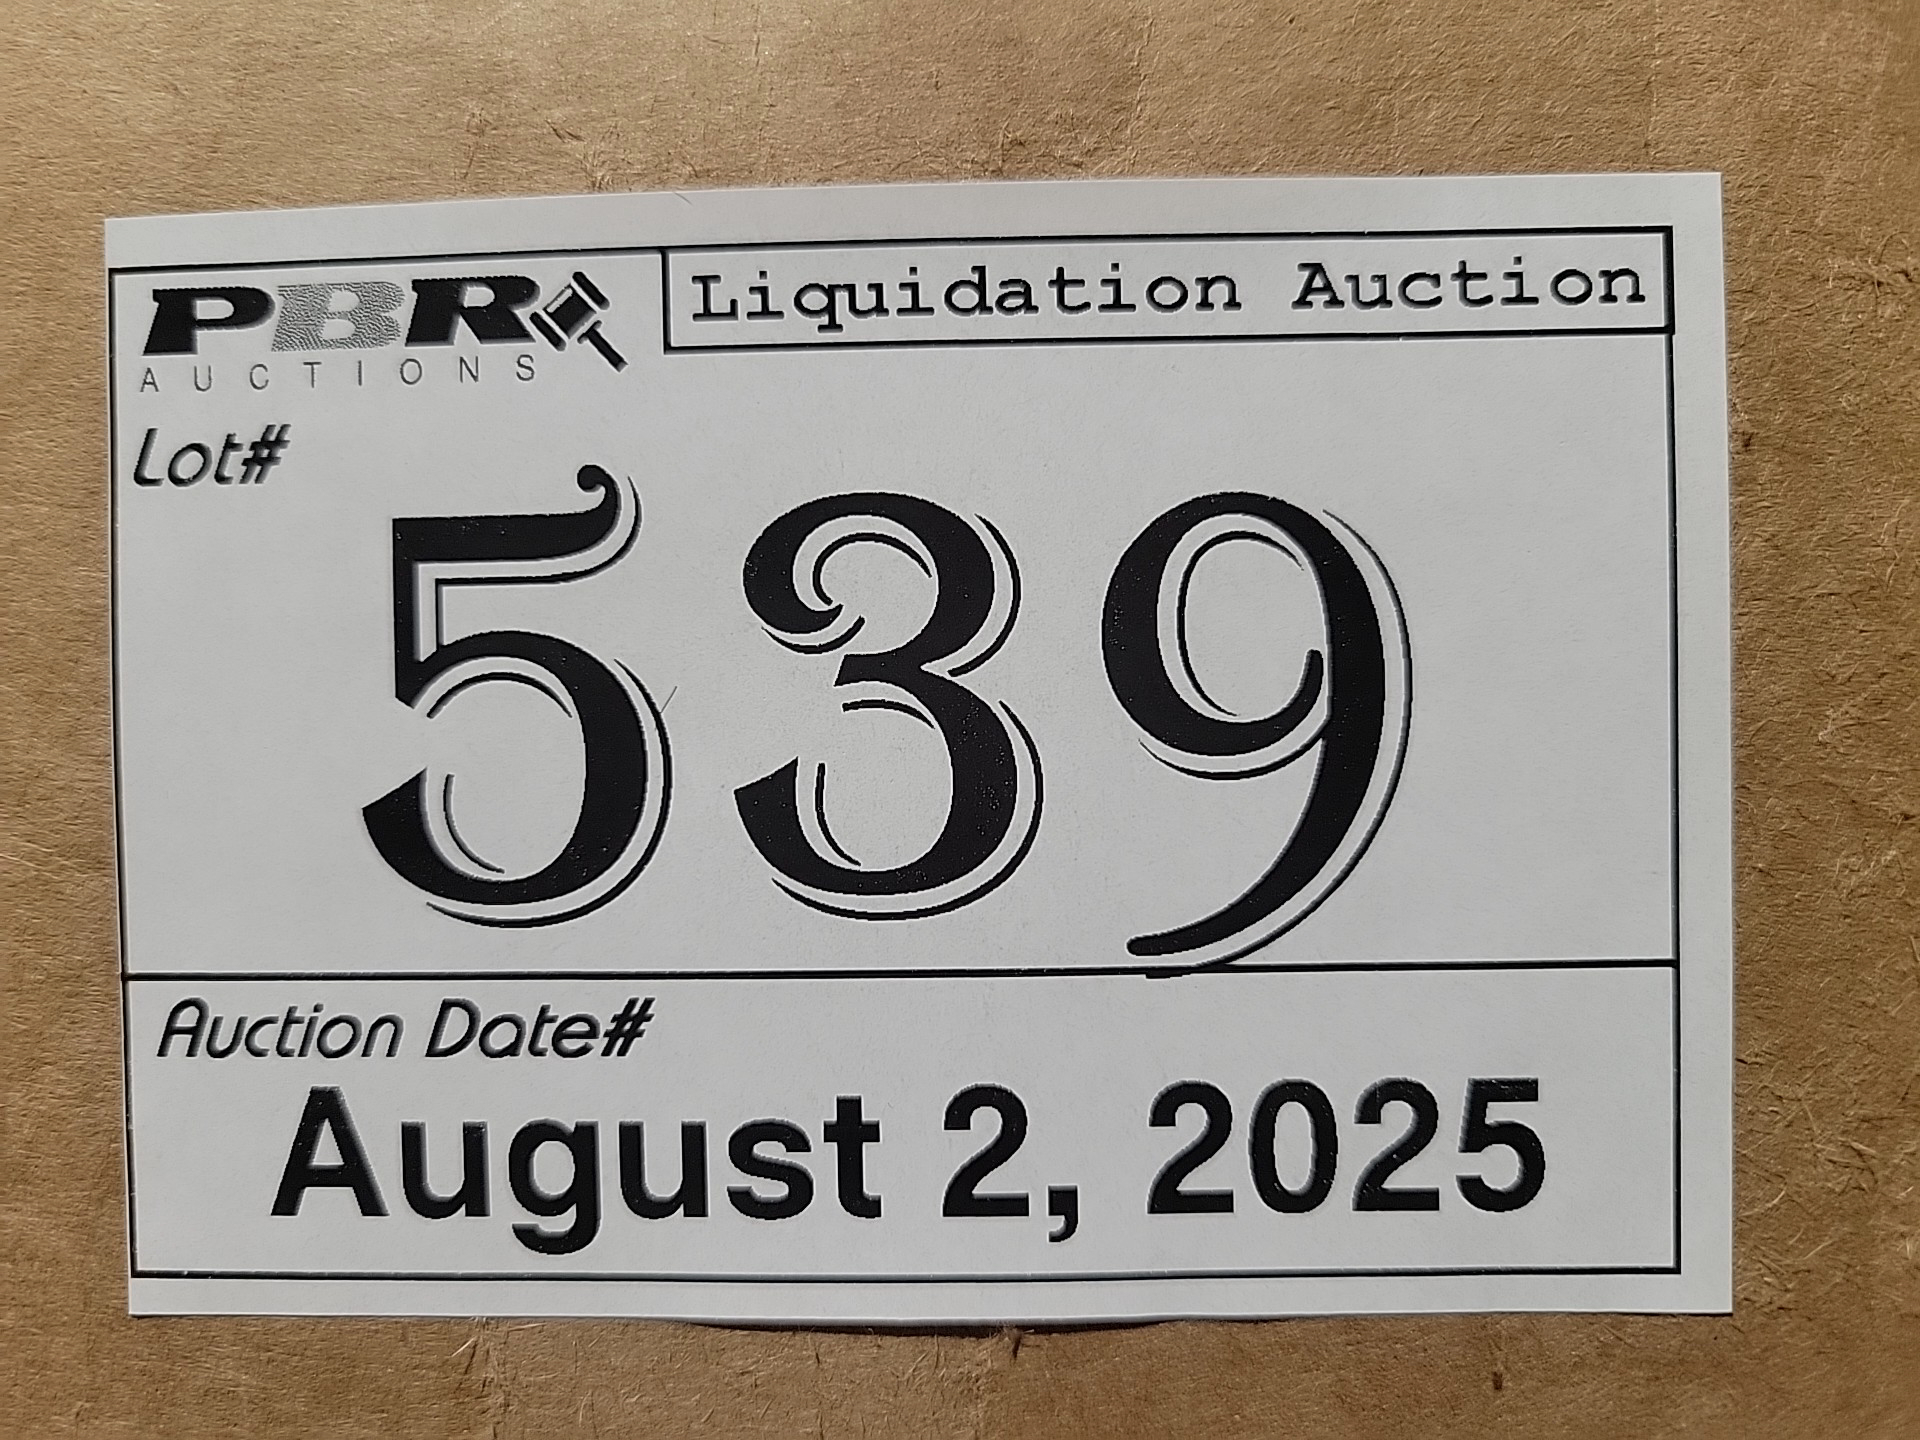 PBR
AUCTIONS
Liquidation Auction
Lot#
539
Auction Date#
August 2, 2025